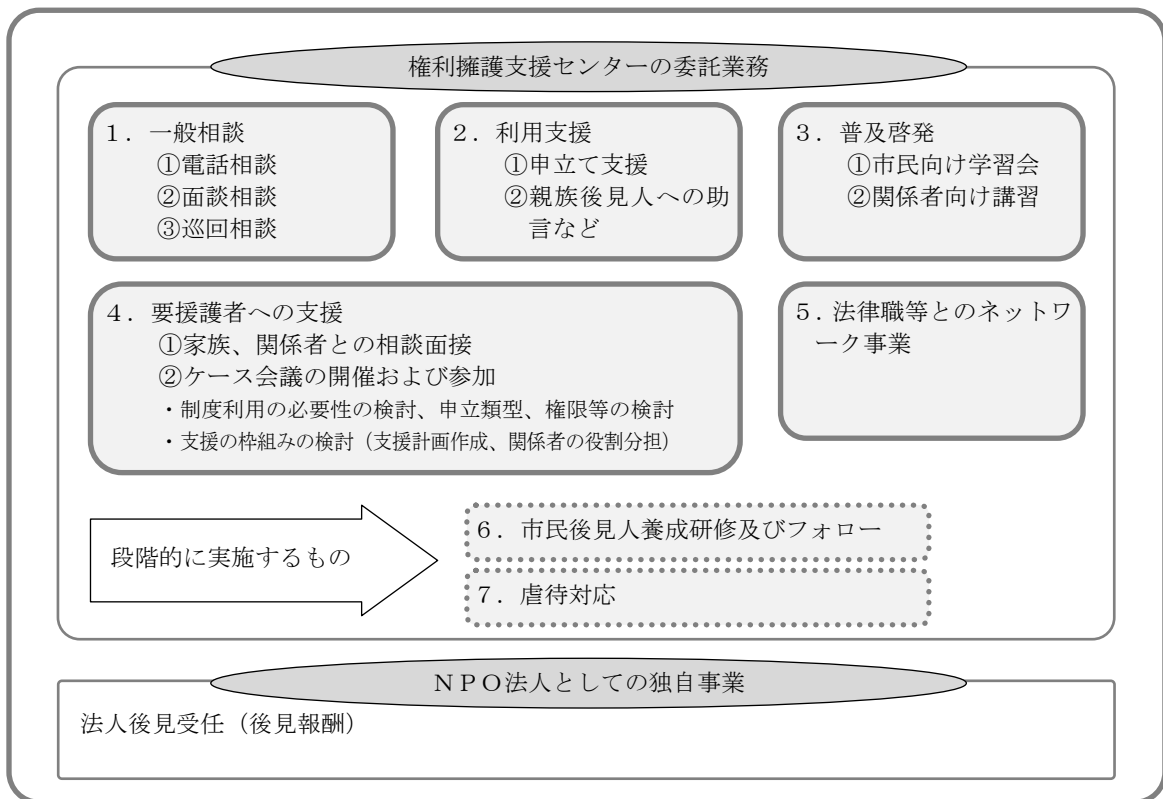 権利擁護支援センターの委託業務
１．一般相談
①電話相談
②面談相談
③巡回相談
２．利用支援
①申立て支援
②親族後見人への助
言など
３．普及啓発
①市民向け学習会
②関係者向け講習
４．要援護者への支援
①家族、関係者との相談面接
②ケース会議の開催および参加
・制度利用の必要性の検討、申立類型、権限等の検討
・支援の枠組みの検討（支援計画作成、関係者の役割分担）
５．法律職等とのネットワ
ーク事業
段階的に実施するもの
６．市民後見人養成研修及びフォロー
７．虐待対応
ＮＰＯ法人としての独自事業
法人後見受任（後見報酬）